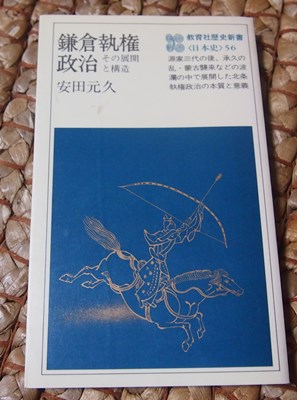 鎌倉執権
政治 その展開
と構造
安田元久
教育社歴史新書
〈日本史〉56
源家三代の後、承久の
乱・蒙古襲来などの波
瀾の中で展開した北条
執権政治の本質と意義